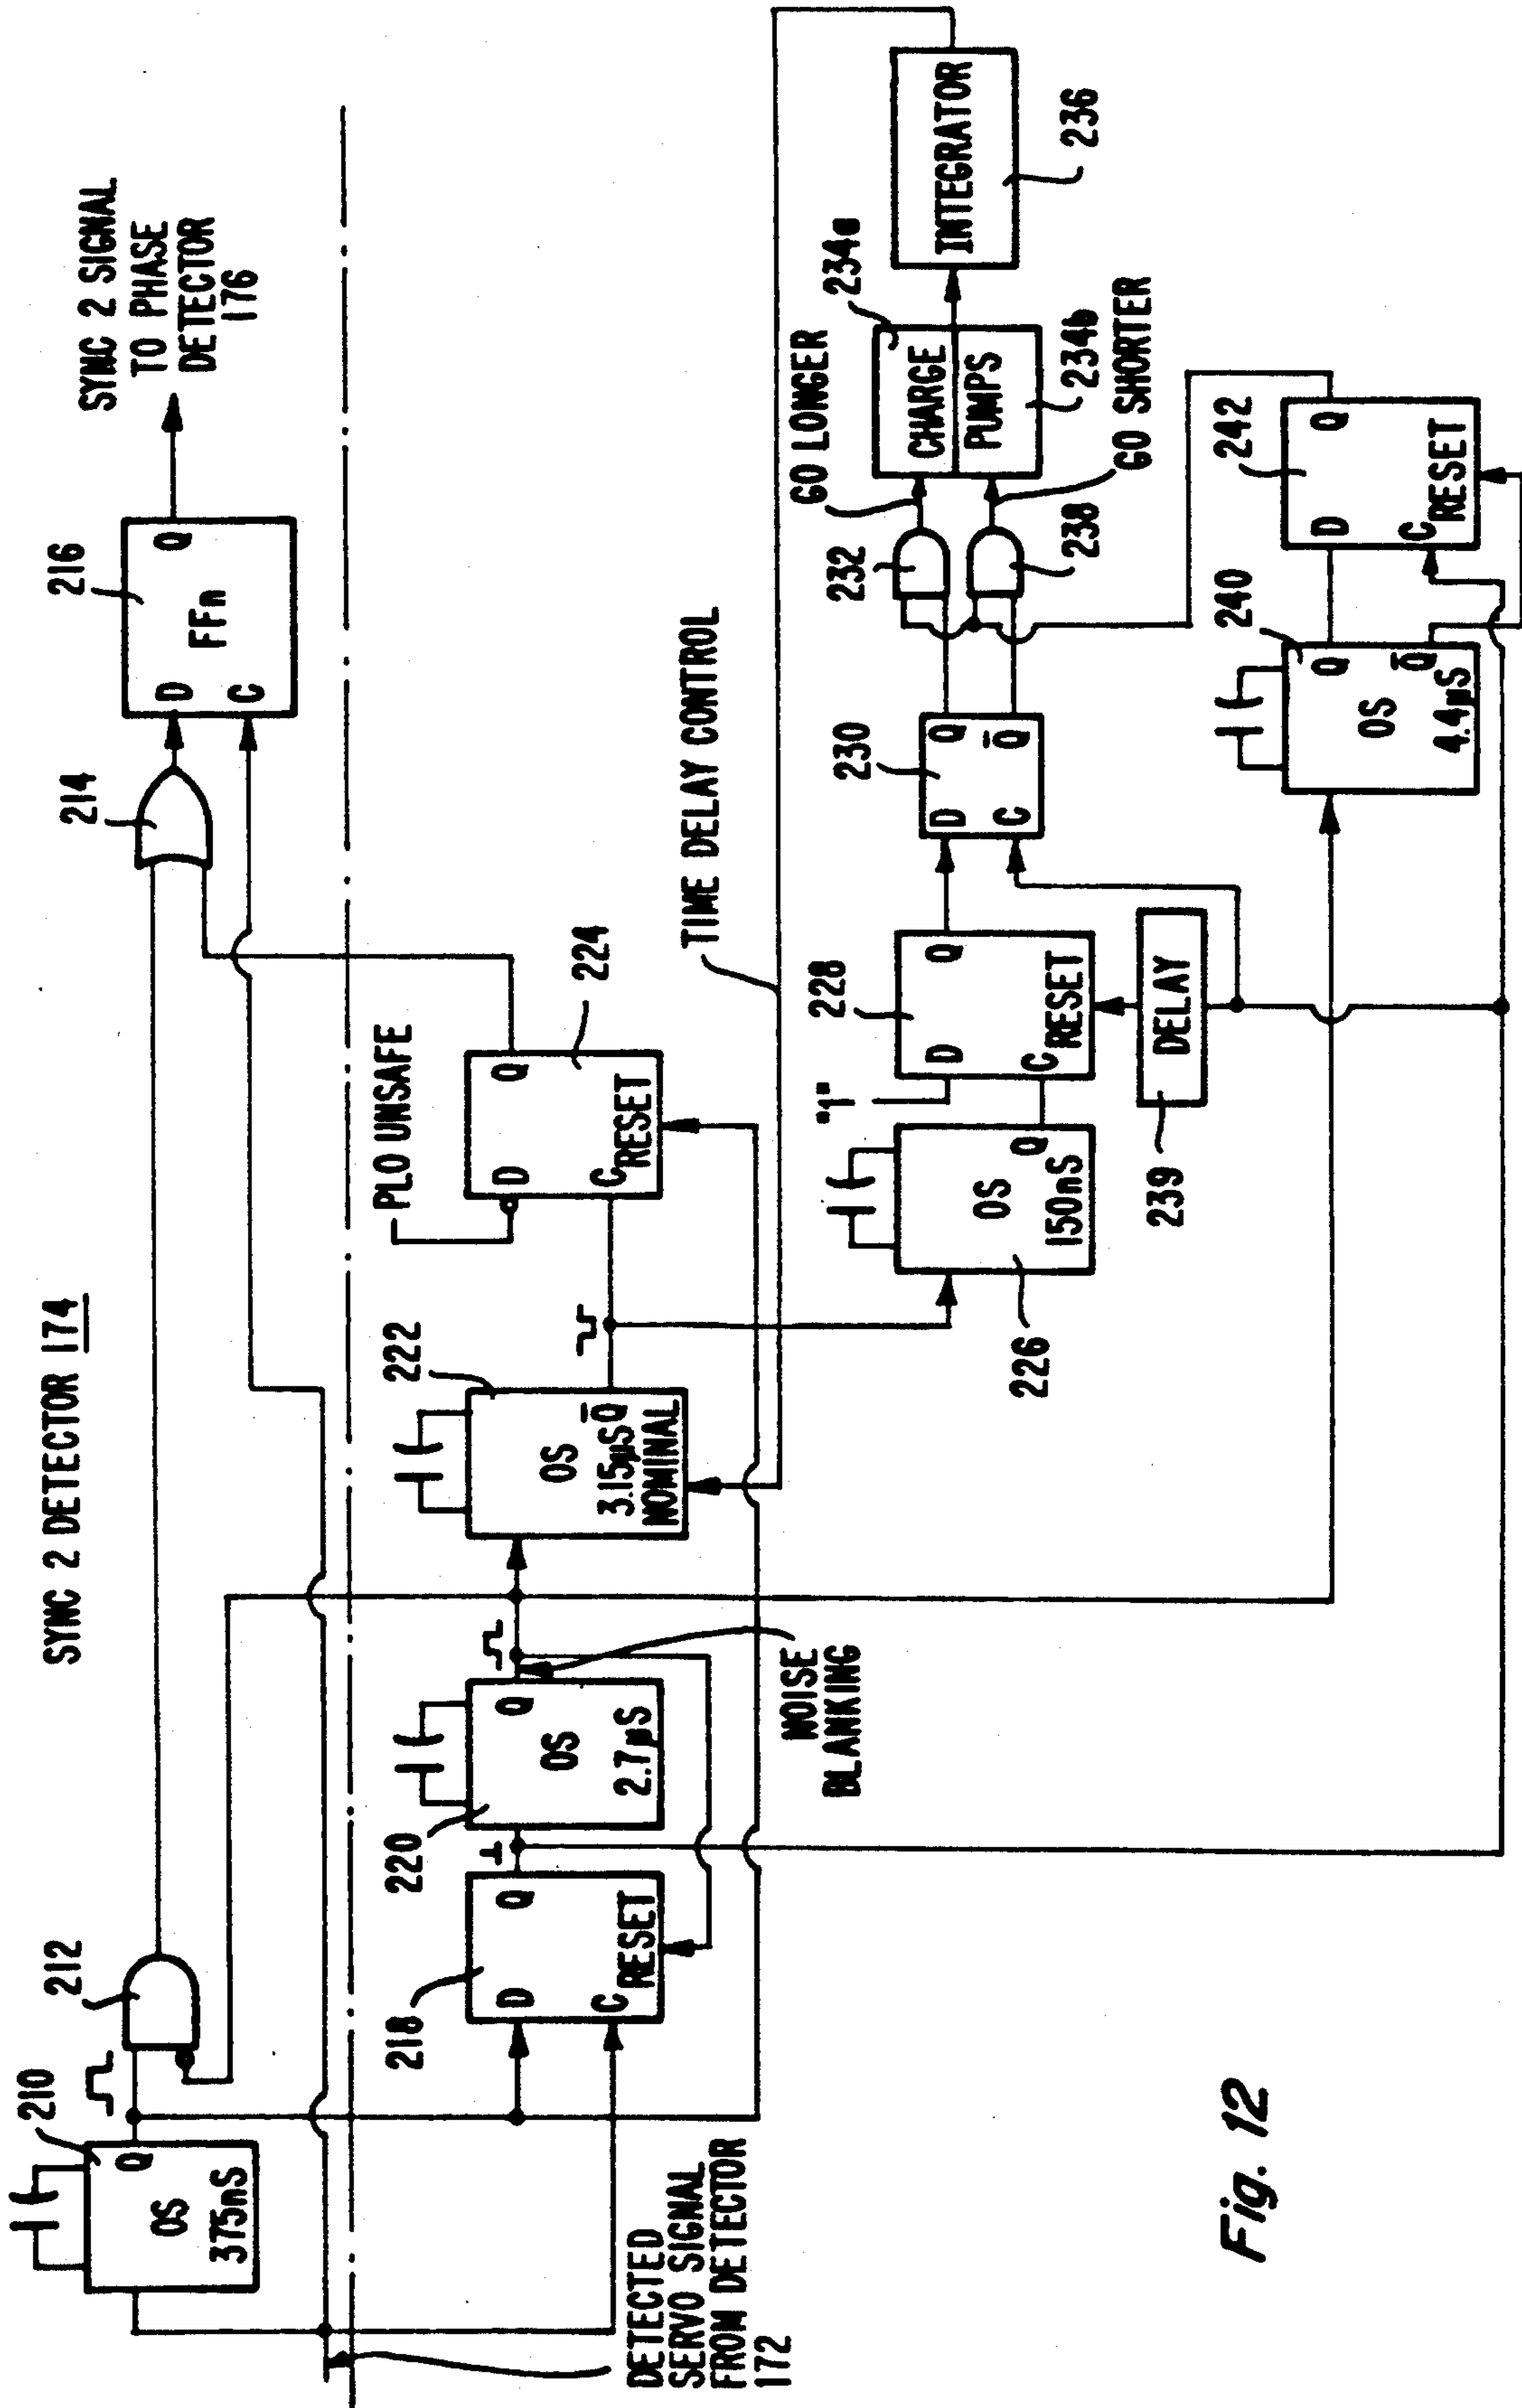 SYNC 2 DETECTOR 174
210
OS
375nS
Q
212
214
216
D
C
FFn
Q
SYNC 2 SIGNAL
TO PHASE
DETECTOR
176
DETECTED
SERVO SIGNAL
FROM DETECTOR
172
218
D
C
Q
RESET
220
OS
2.7µS
Q
NOISE
BLANKING
222
OS
3.15µS
NOMINAL
Q̅
PLO UNSAFE
D
C
Q
RESET
224
TIME DELAY CONTROL
226
OS
150nS
Q
"1"
228
D
C
Q
RESET
239
DELAY
230
D
C
Q
Q̅
232
238
GO LONGER
GO SHORTER
234a
CHARGE
PUMPS
234b
INTEGRATOR
236
240
OS
4.4µS
Q
Q̅
242
D
C
Q
RESET
Fig. 12